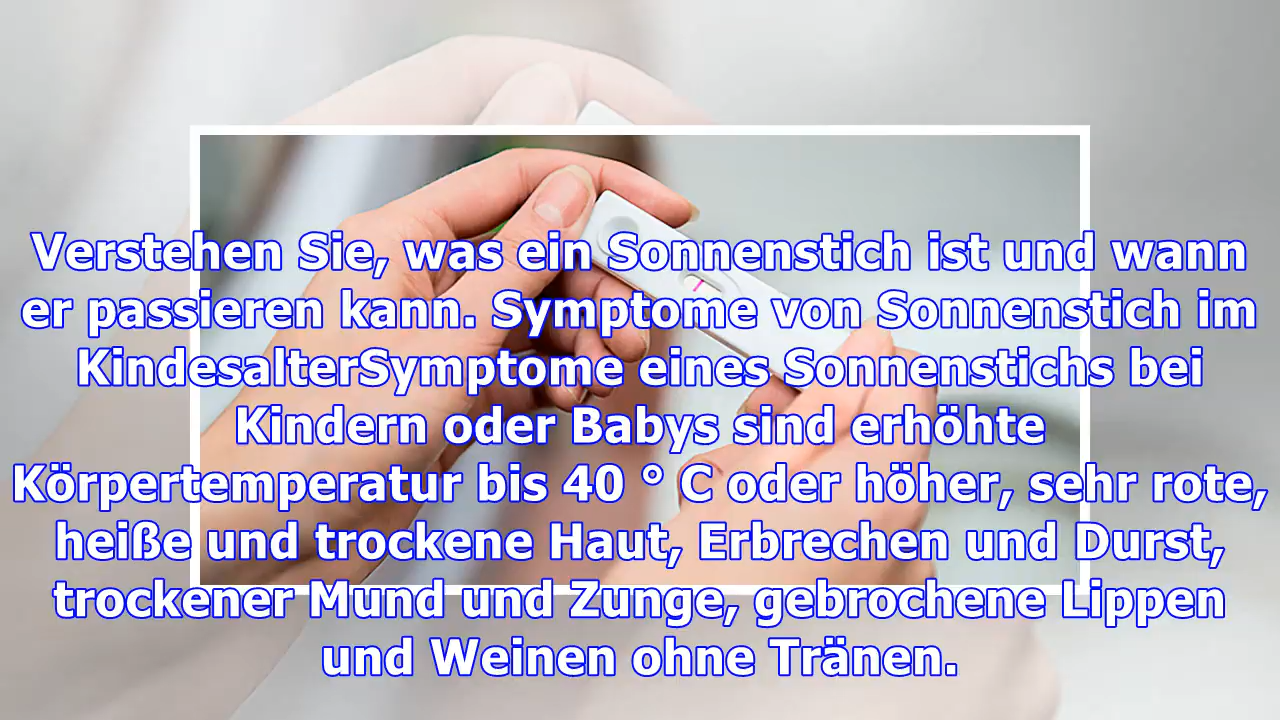 Verstehen Sie, was ein Sonnenstich ist und wann
er passieren kann. Symptome von Sonnenstich im
KindesalterSymptome eines Sonnenstichs bei
Kindern oder Babys sind erhöhte
Körpertemperatur bis 40 ° C oder höher, sehr rote,
heiße und trockene Haut, Erbrechen und Durst,
trockener Mund und Zunge, gebrochene Lippen
und Weinen ohne Tränen.